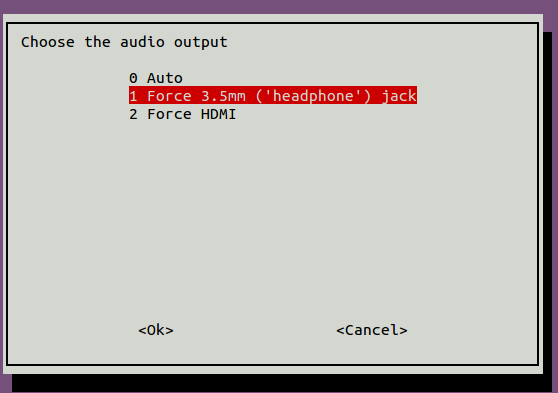 Choose the audio output
0 Auto
1 Force 3.5mm ('headphone') jack
2 Force HDMI
<Ok> <Cancel>